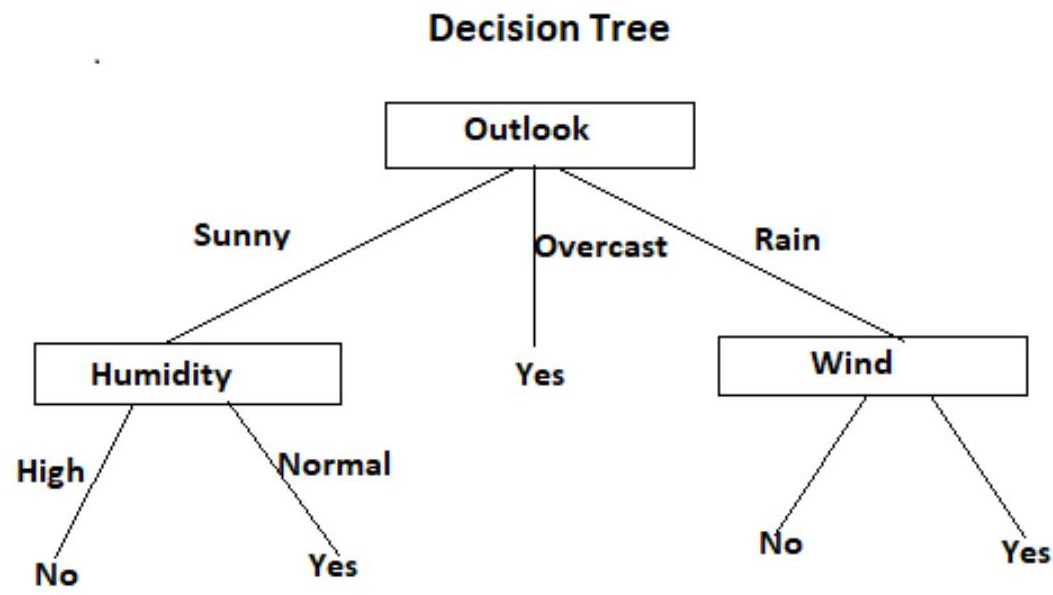 Decision Tree
Outlook
Sunny
Overcast
Rain
Humidity
Yes
Wind
High
Normal
No
Yes
No
Yes